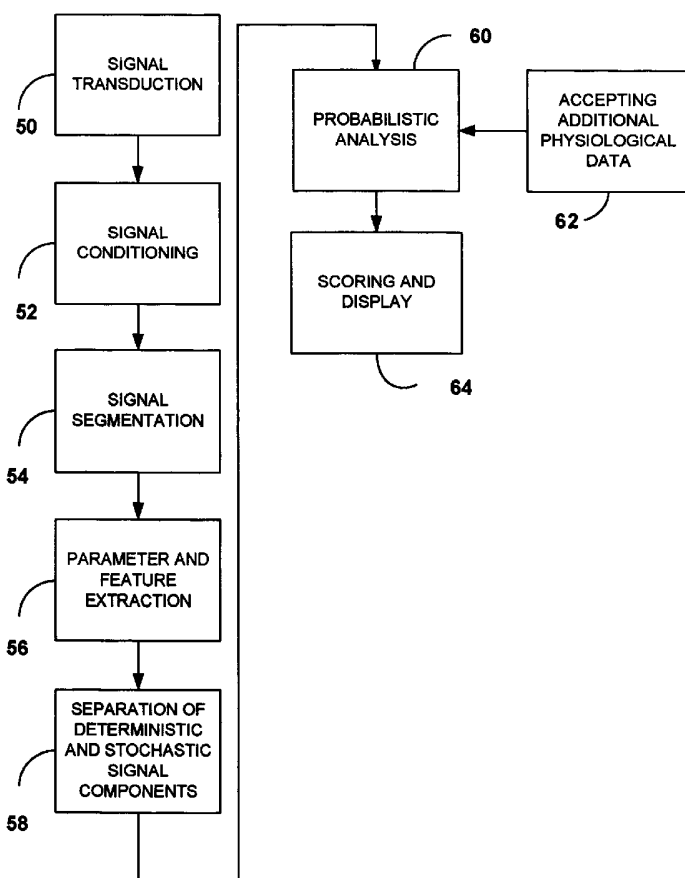 SIGNAL
TRANSDUCTION
50
SIGNAL
CONDITIONING
52
SIGNAL
SEGMENTATION
54
PARAMETER AND
FEATURE
EXTRACTION
56
SEPARATION OF
DETERMINISTIC
AND STOCHASTIC
SIGNAL
COMPONENTS
58
60
PROBABILISTIC
ANALYSIS
ACCEPTING
ADDITIONAL
PHYSIOLOGICAL
DATA
62
SCORING AND
DISPLAY
64